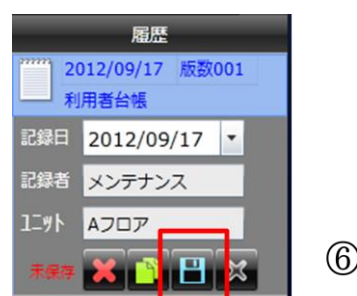 履歴
2012/09/17 版数001
利用者台帳
記録日 2012/09/17
記録者 メンテナンス
ユニット Aフロア
未保存
⑥